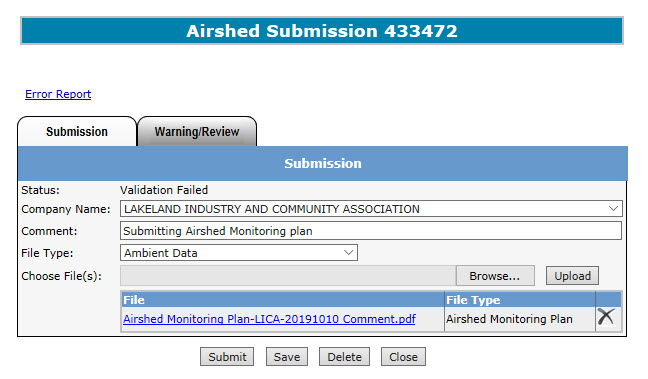 Airshed Submission 433472
Error Report
Submission
Warning/Review
Submission
Status: Validation Failed
Company Name: LAKELAND INDUSTRY AND COMMUNITY ASSOCIATION
Comment: Submitting Airshed Monitoring plan
File Type: Ambient Data
Choose File(s): Browse... Upload
File File Type
Airshed Monitoring Plan-LICA-20191010 Comment.pdf Airshed Monitoring Plan
Submit Save Delete Close